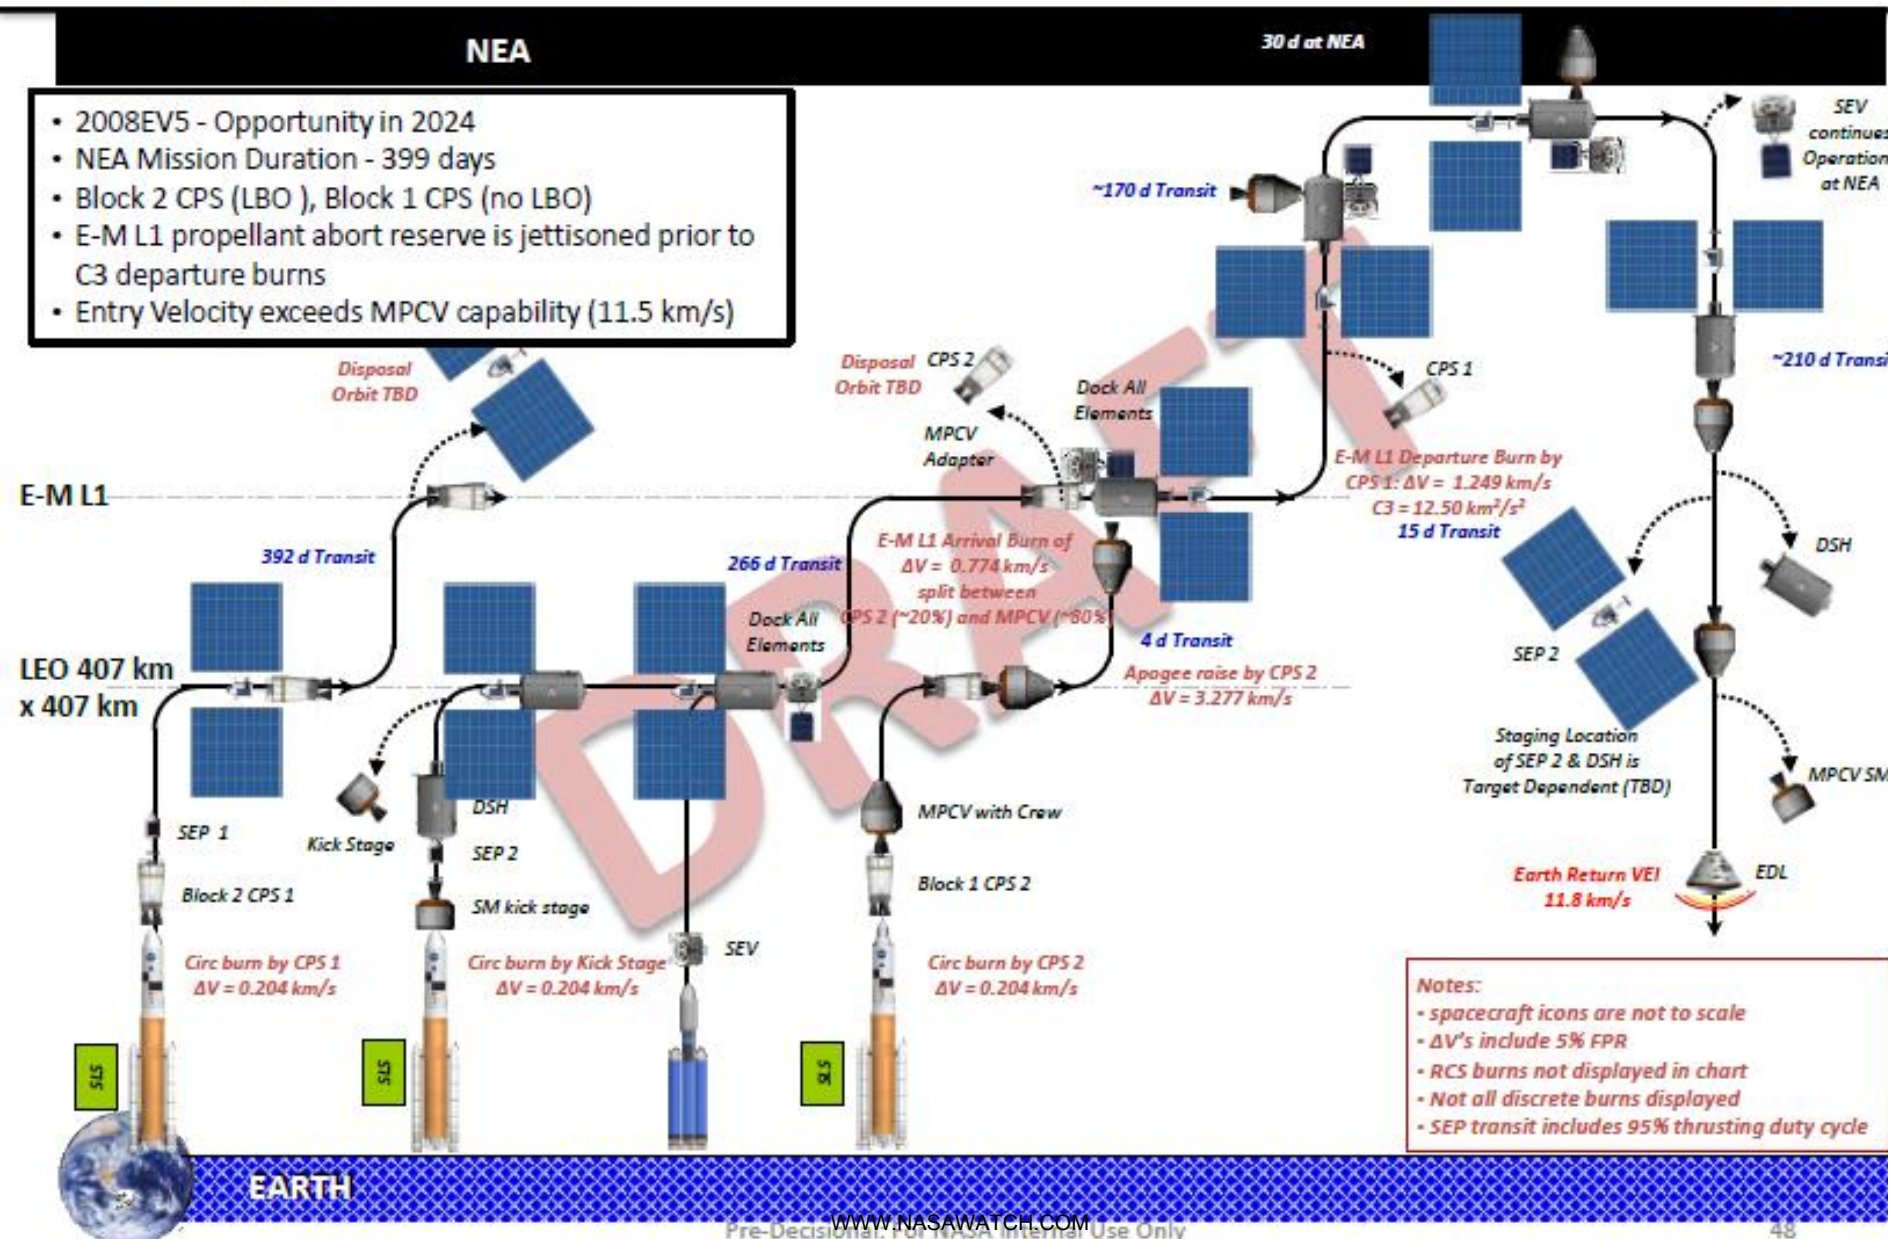 NEA
30 d at NEA
• 2008EV5 - Opportunity in 2024
• NEA Mission Duration - 399 days
• Block 2 CPS (LBO ), Block 1 CPS (no LBO)
• E-M L1 propellant abort reserve is jettisoned prior to
C3 departure burns
• Entry Velocity exceeds MPCV capability (11.5 km/s)
SEV
continues
Operation
at NEA
~170 d Transit
~210 d Transi
Disposal
Orbit TBD
Disposal
Orbit TBD
CPS 2
MPCV
Adapter
Dock All
Elements
CPS 1
E-M L1
E-M L1 Departure Burn by
CPS 1: ΔV = 1.249 km/s
C3 = 12.50 km²/s²
15 d Transit
392 d Transit
266 d Transit
E-M L1 Arrival Burn of
ΔV = 0.774 km/s
split between
CPS 2 (~20%) and MPCV (~80%)
DSH
Dock All
Elements
4 d Transit
SEP 2
LEO 407 km
x 407 km
Apogee raise by CPS 2
ΔV = 3.277 km/s
Staging Location
of SEP 2 & DSH is
Target Dependent (TBD)
MPCV SM
SEP 1
Block 2 CPS 1
Kick Stage
DSH
SEP 2
SM kick stage
SEV
MPCV with Crew
Block 1 CPS 2
Earth Return VEI
11.8 km/s
EDL
Circ burn by CPS 1
ΔV = 0.204 km/s
Circ burn by Kick Stage
ΔV = 0.204 km/s
Circ burn by CPS 2
ΔV = 0.204 km/s
SLS
SLS
SLS
Notes:
- spacecraft icons are not to scale
- ΔV's include 5% FPR
- RCS burns not displayed in chart
- Not all discrete burns displayed
- SEP transit includes 95% thrusting duty cycle
DRAFT
EARTH
WWW.NASAWATCH.COM
Pre-Decisional: For NASA Internal Use Only
48